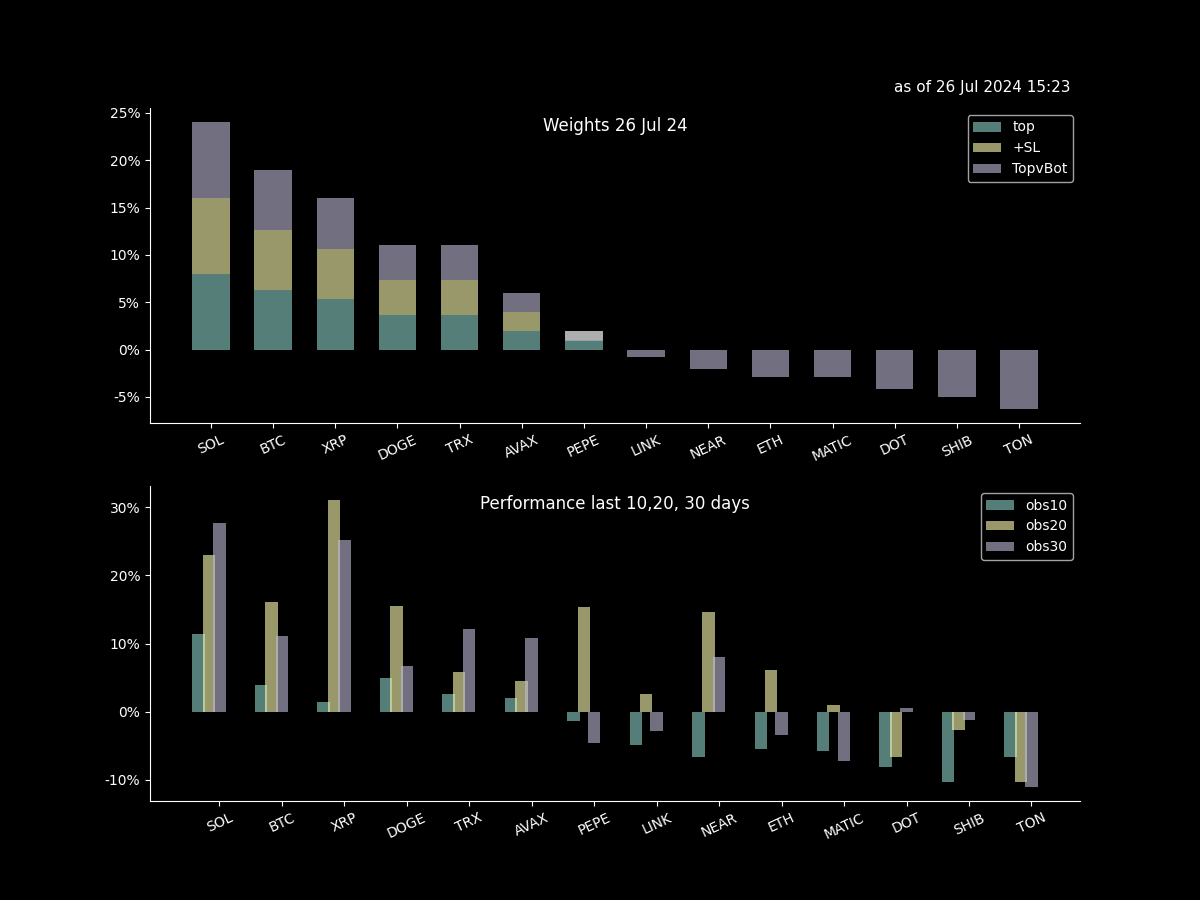 as of 26 Jul 2024 15:23
Weights 26 Jul 24
top
+SL
TopvBot
25%
20%
15%
10%
5%
0%
-5%
SOL BTC XRP DOGE TRX AVAX PEPE LINK NEAR ETH MATIC DOT SHIB TON
Performance last 10,20, 30 days
obs10
obs20
obs30
30%
20%
10%
0%
-10%
SOL BTC XRP DOGE TRX AVAX PEPE LINK NEAR ETH MATIC DOT SHIB TON